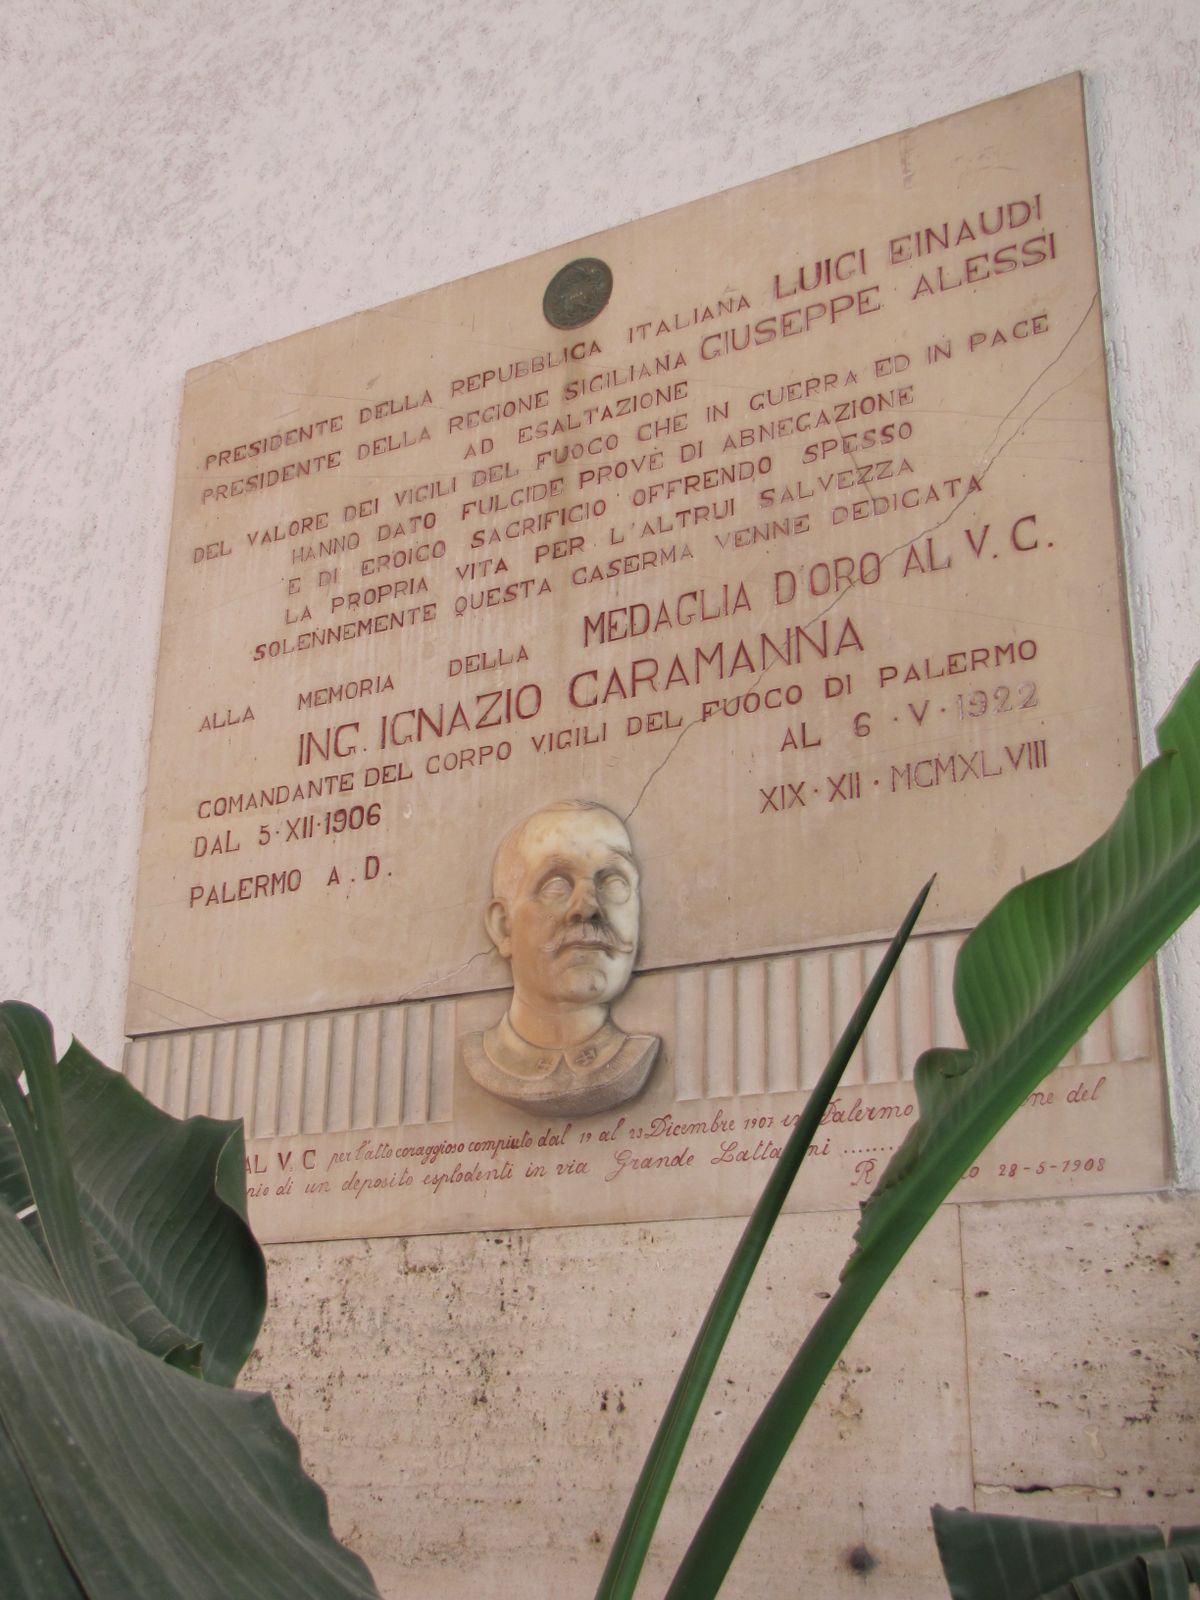 PRESIDENTE DELLA REPUBBLICA ITALIANA LUIGI EINAUDI
PRESIDENTE DELLA REGIONE SICILIANA GIUSEPPE ALESSI
AD ESALTAZIONE
DEL VALORE DEI VIGILI DEL FUOCO CHE IN GUERRA ED IN PACE
HANNO DATO FULGIDE PROVE DI ABNEGAZIONE
E DI EROICO SACRIFICIO OFFRENDO SPESSO
LA PROPRIA VITA PER L'ALTRUI SALVEZZA
SOLENNEMENTE QUESTA CASERMA VENNE DEDICATA
ALLA MEMORIA DELLA MEDAGLIA D'ORO AL V. C.
ING. IGNAZIO CARAMANNA
COMANDANTE DEL CORPO VIGILI DEL FUOCO DI PALERMO
DAL 5·XII·1906 AL 6·V·1922
PALERMO A.D. XIX·XII·MCMXLVIII
AL V. C per l'atto coraggioso compiuto dal 19 al 23 Dicembre 1907 in Palermo del
di un deposito esplodenti in via Grande ........ 28-5-1908